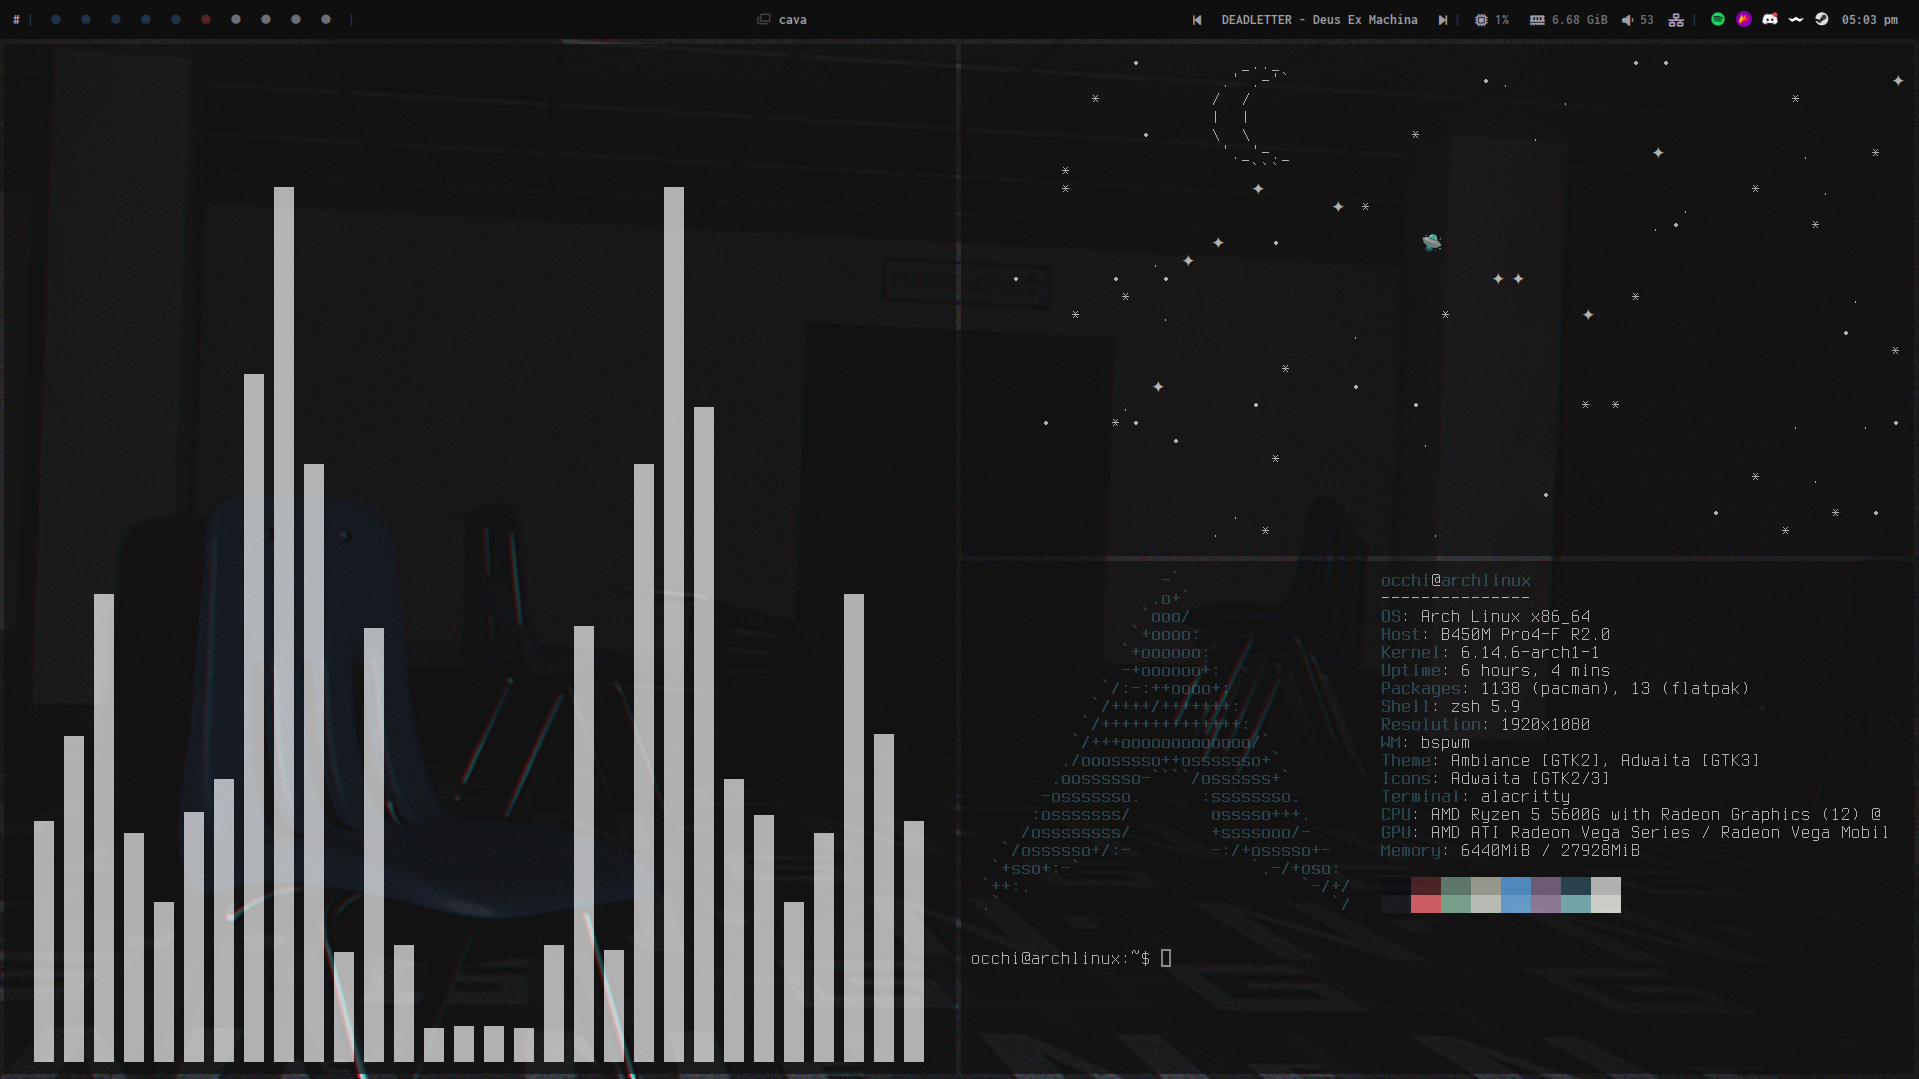 #
cava
DEADLETTER - Deus Ex Machina
1%
6.68 GiB
53
05:03 pm
PLEASE LEAVE
occhi@archlinux
---------------
OS: Arch Linux x86_64
Host: B450M Pro4-F R2.0
Kernel: 6.14.6-arch1-1
Uptime: 6 hours, 4 mins
Packages: 1138 (pacman), 13 (flatpak)
Shell: zsh 5.9
Resolution: 1920x1080
WM: bspwm
Theme: Ambiance [GTK2], Adwaita [GTK3]
Icons: Adwaita [GTK2/3]
Terminal: alacritty
CPU: AMD Ryzen 5 5600G with Radeon Graphics (12) @
GPU: AMD ATI Radeon Vega Series / Radeon Vega Mobil
Memory: 6440MiB / 27928MiB
occhi@archlinux:~$